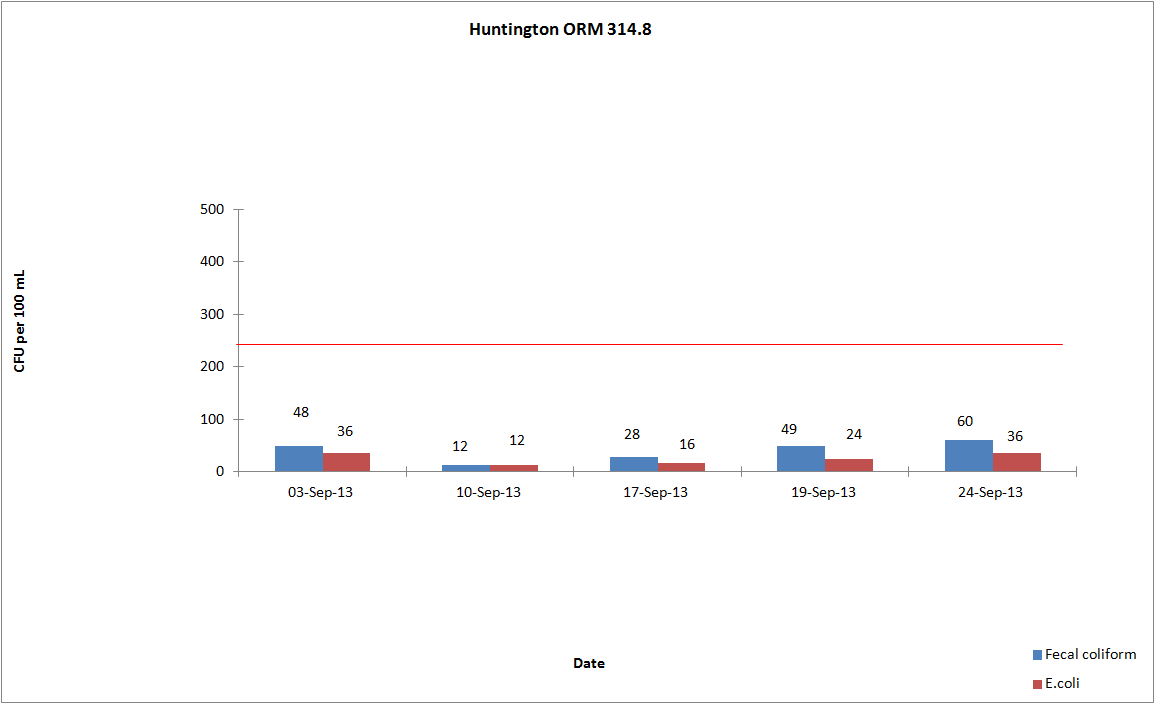 Huntington ORM 314.8
CFU per 100 mL
500
400
300
200
100
0
48
36
12
12
28
16
49
24
60
36
03-Sep-13
10-Sep-13
17-Sep-13
19-Sep-13
24-Sep-13
Date
Fecal coliform
E.coli